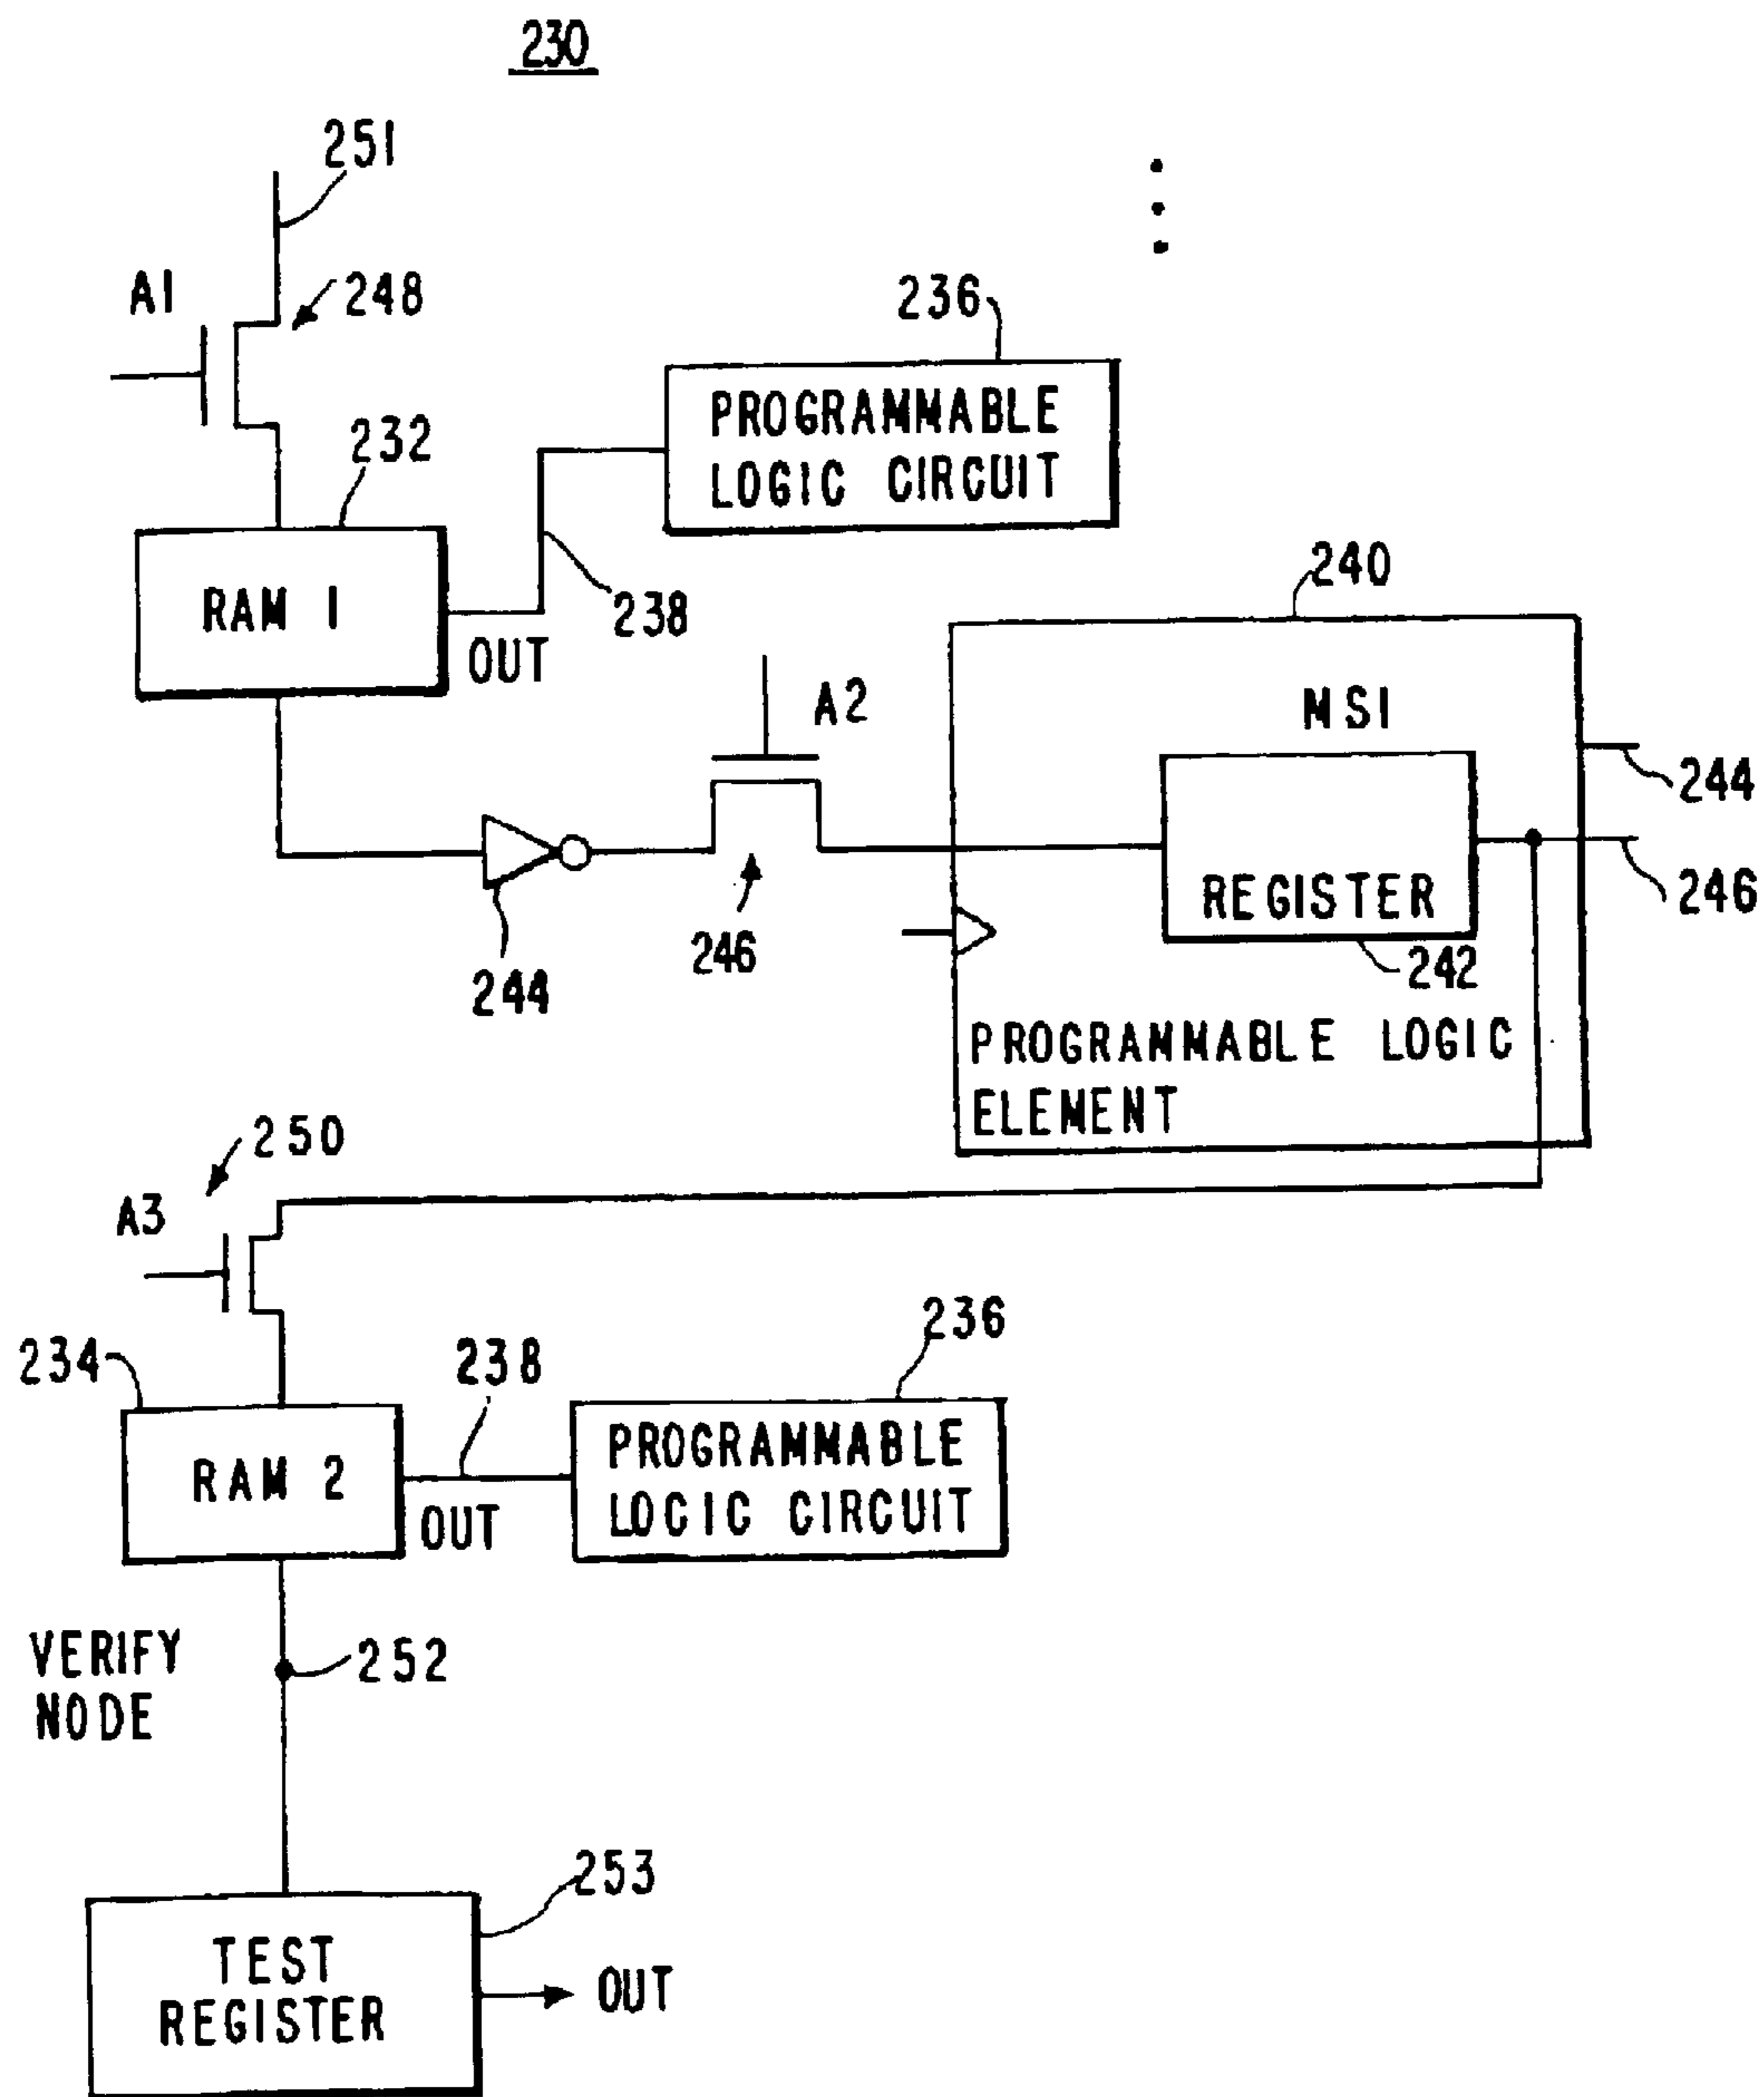 230
251
A1
248
236
PROGRAMMABLE
LOGIC CIRCUIT
232
RAM 1
OUT
238
240
A2
MSI
244
REGISTER
246
242
244
246
PROGRAMMABLE LOGIC
ELEMENT
250
A3
234
238
236
RAM 2
OUT
PROGRAMMABLE
LOGIC CIRCUIT
VERIFY
NODE
252
253
TEST
REGISTER
OUT